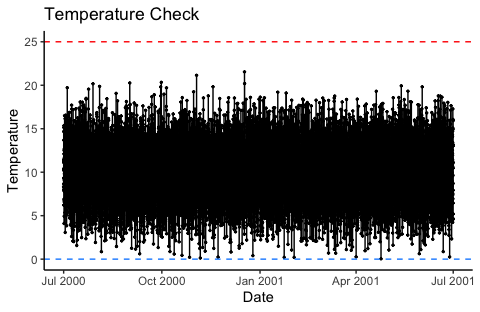 Temperature Check
25
20
15
10
5
0
Temperature
Jul 2000
Oct 2000
Jan 2001
Apr 2001
Jul 2001
Date